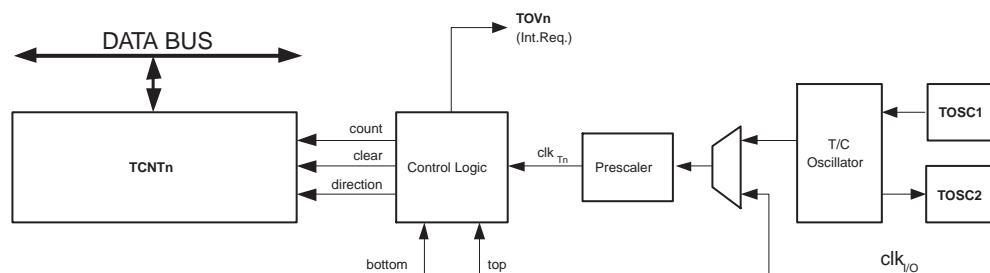 DATA BUS
TOVn
(Int.Req.)
TCNTn
count
clear
direction
Control Logic
clk Tn
Prescaler
T/C
Oscillator
TOSC1
TOSC2
bottom
top
clk I/O